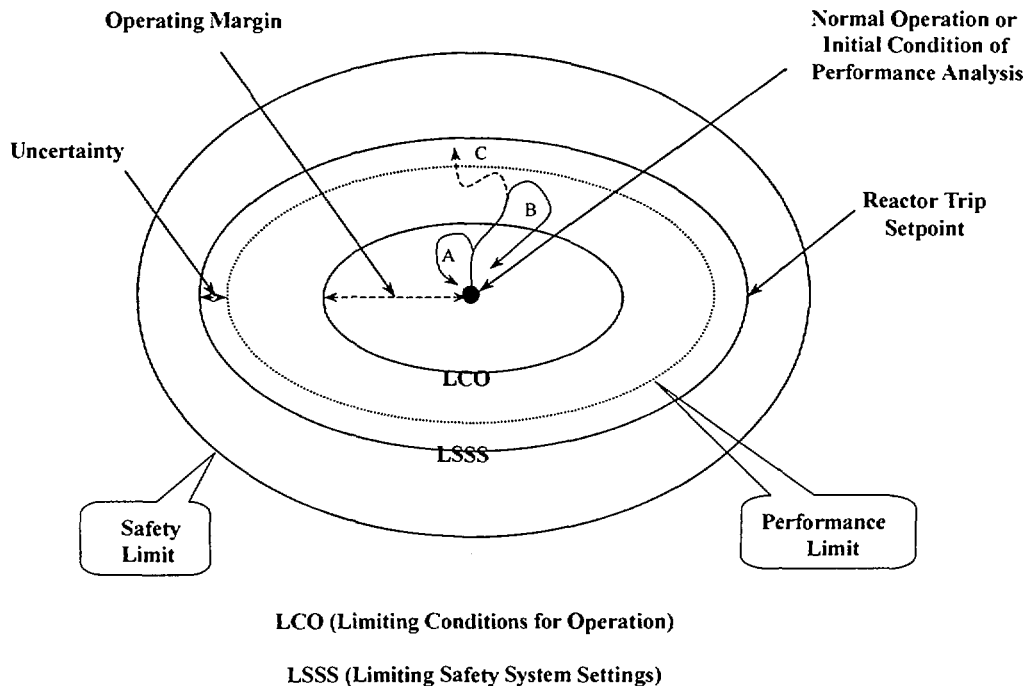 Operating Margin
Normal Operation or
Initial Condition of
Performance Analysis
Uncertainty
C
B
A
Reactor Trip
Setpoint
LCO
LSSS
Safety
Limit
Performance
Limit
LCO (Limiting Conditions for Operation)
LSSS (Limiting Safety System Settings)